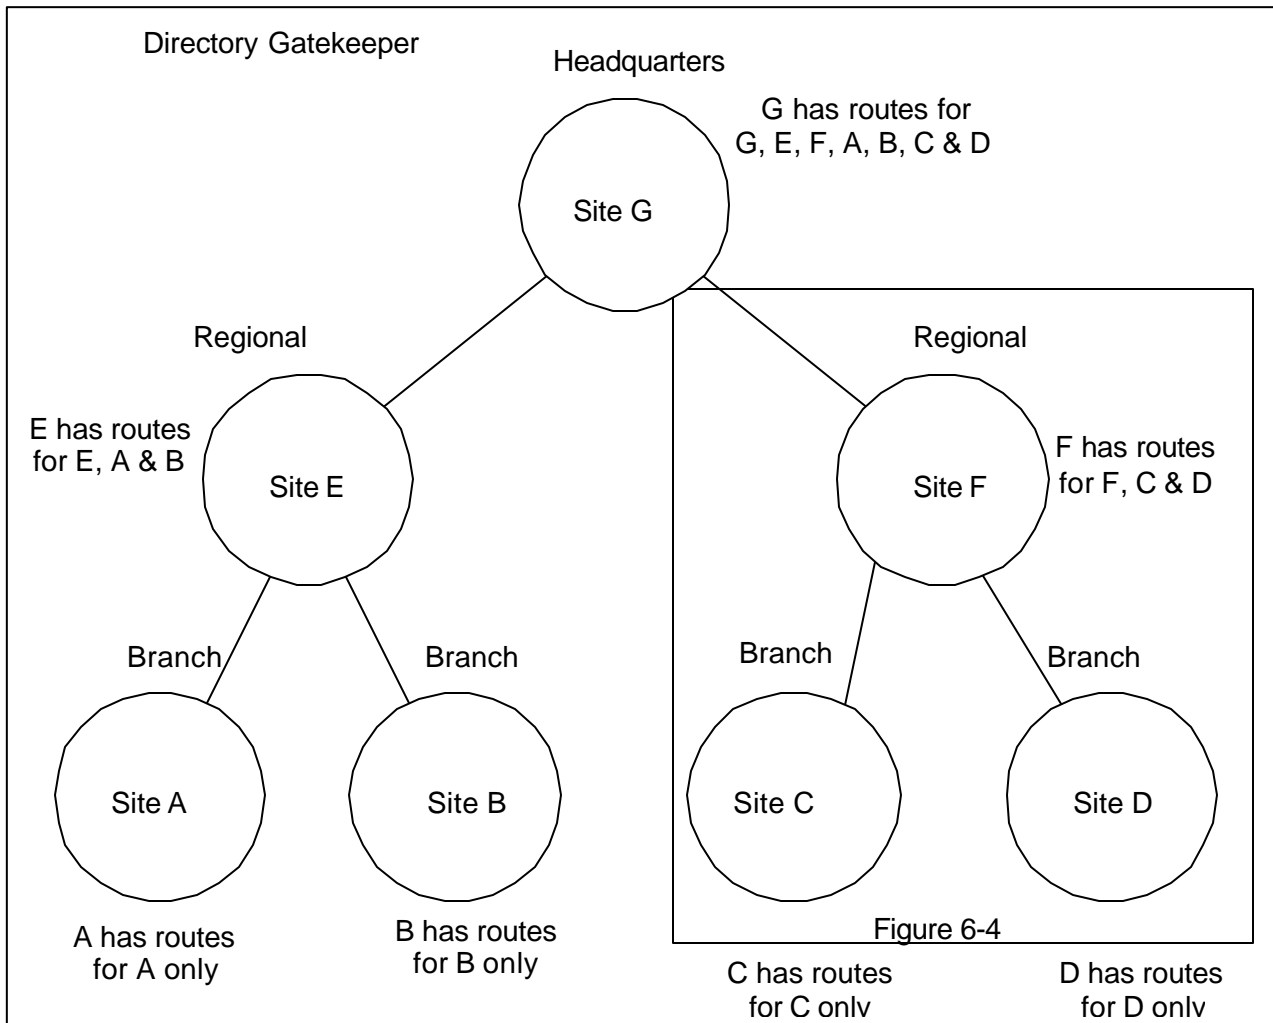 Directory Gatekeeper
Headquarters
G has routes for
G, E, F, A, B, C & D
Site G
Regional
Regional
E has routes
for E, A & B
Site E
F has routes
for F, C & D
Site F
Branch
Branch
Branch
Branch
Site A
Site B
Site C
Site D
Figure 6-4
A has routes
for A only
B has routes
for B only
C has routes
for C only
D has routes
for D only